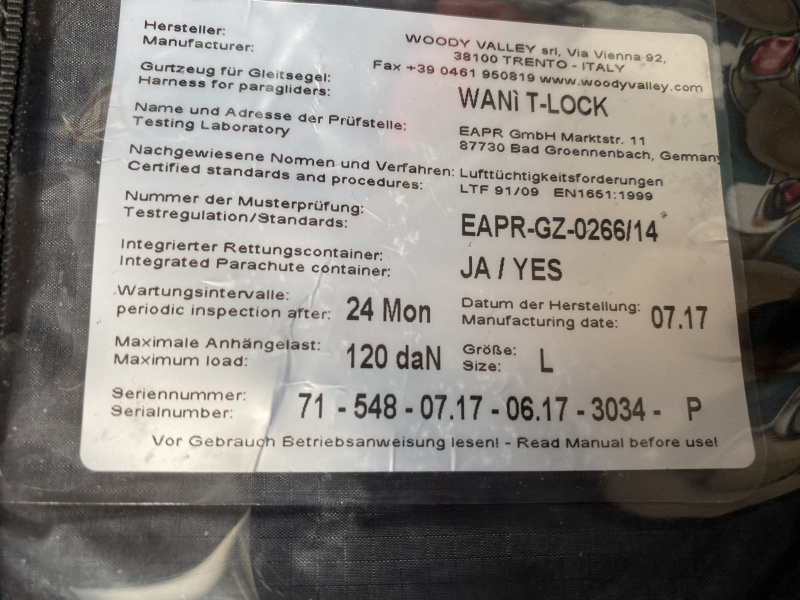 Hersteller:
Manufacturer:
WOODY VALLEY srl, Via Vienna 92,
38100 TRENTO - ITALY
Fax +39 0461 950819 www.woodyvalley.com
Gurtzeug für Gleitsegel:
Harness for paragliders:
WANì T-LOCK
Name und Adresse der Prüfstelle:
Testing Laboratory
EAPR GmbH Marktstr. 11
87730 Bad Groennenbach, Germany
Nachgewiesene Normen und Verfahren: Lufttüchtigkeitsforderungen
Certified standards and procedures: LTF 91/09 EN1651:1999
Nummer der Musterprüfung:
Testregulation/Standards:
EAPR-GZ-0266/14
Integrierter Rettungscontainer:
Integrated Parachute container:
JA / YES
Wartungsintervalle:
periodic inspection after: 24 Mon
Datum der Herstellung:
Manufacturing date: 07.17
Maximale Anhängelast:
Maximum load: 120 daN
Größe:
Size: L
Seriennummer:
Serialnumber: 71 - 548 - 07.17 - 06.17 - 3034 - P
Vor Gebrauch Betriebsanweisung lesen! - Read Manual before use!